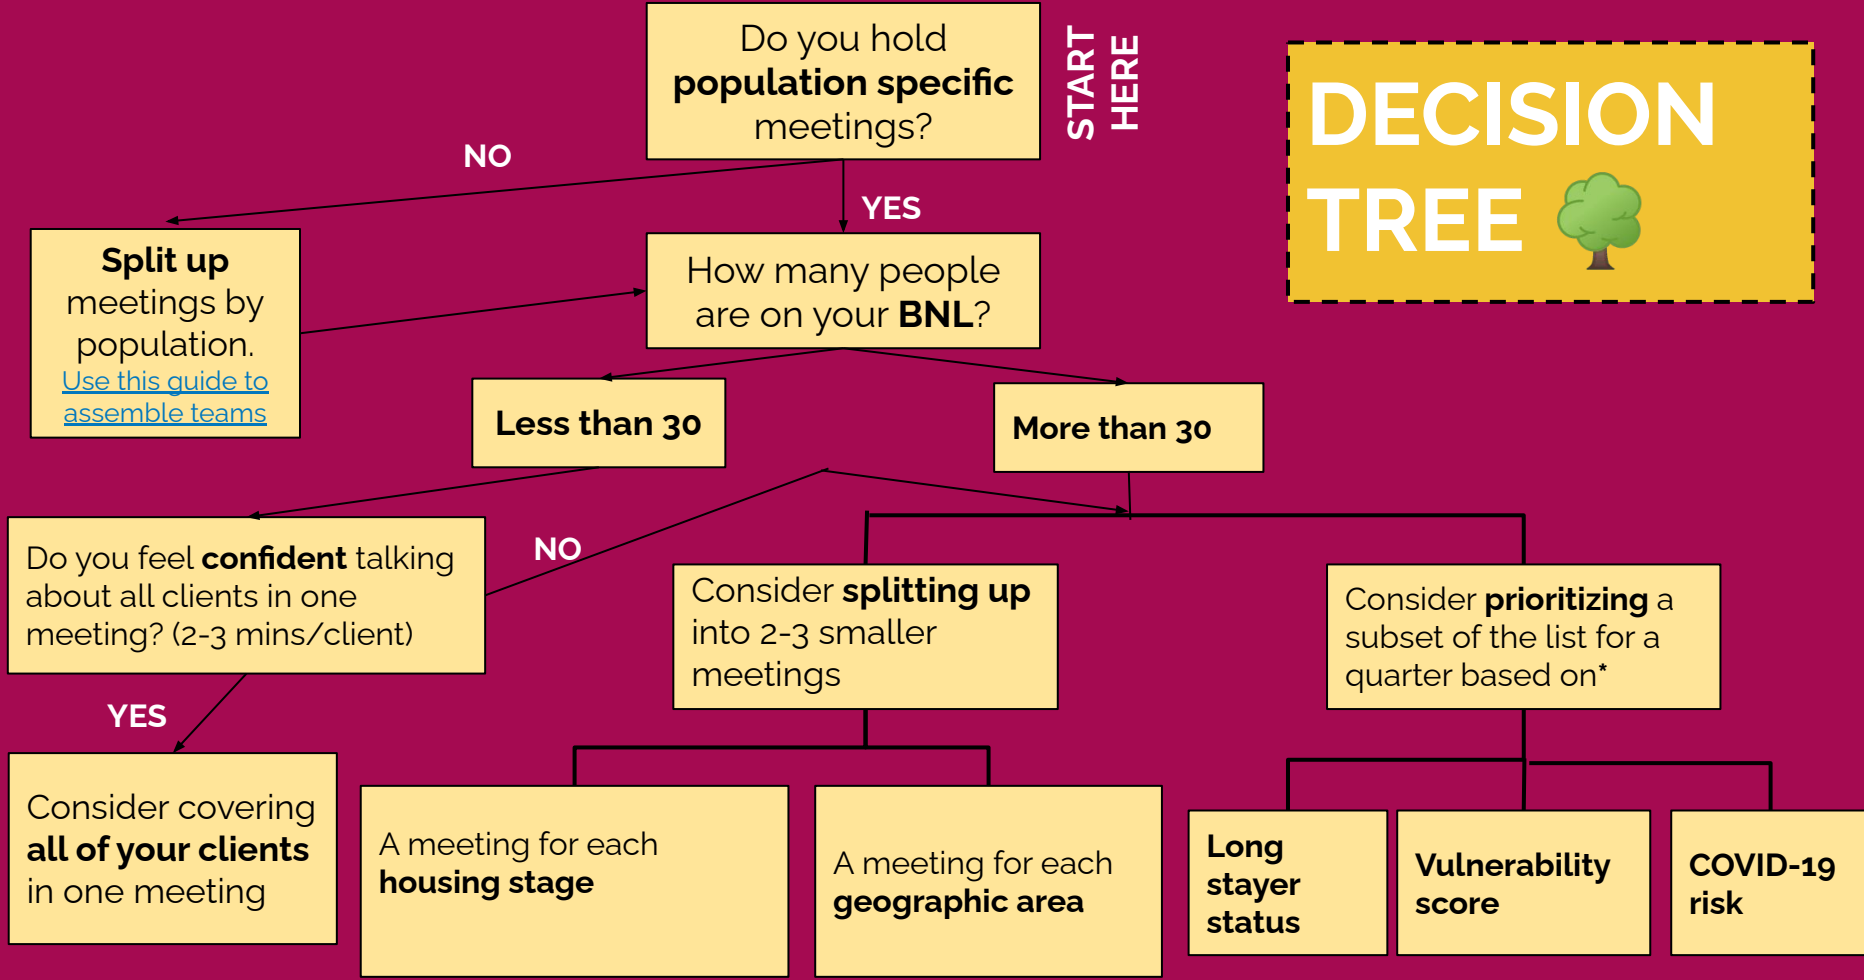 Do you hold
population specific
meetings?
START
HERE
DECISION
TREE
NO
YES
Split up
meetings by
population.
Use this guide to
assemble teams
How many people
are on your BNL?
Less than 30
More than 30
Do you feel confident talking
about all clients in one
meeting? (2-3 mins/client)
NO
Consider splitting up
into 2-3 smaller
meetings
Consider prioritizing a
subset of the list for a
quarter based on*
YES
Consider covering
all of your clients
in one meeting
A meeting for each
housing stage
A meeting for each
geographic area
Long
stayer
status
Vulnerability
score
COVID-19
risk